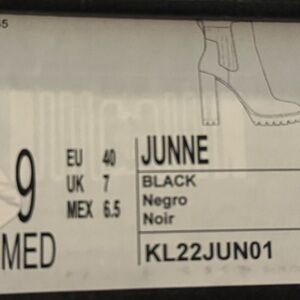 9
MED
EU 40
UK 7
MEX 6.5
JUNNE
BLACK
Negro
Noir
KL22JUN01